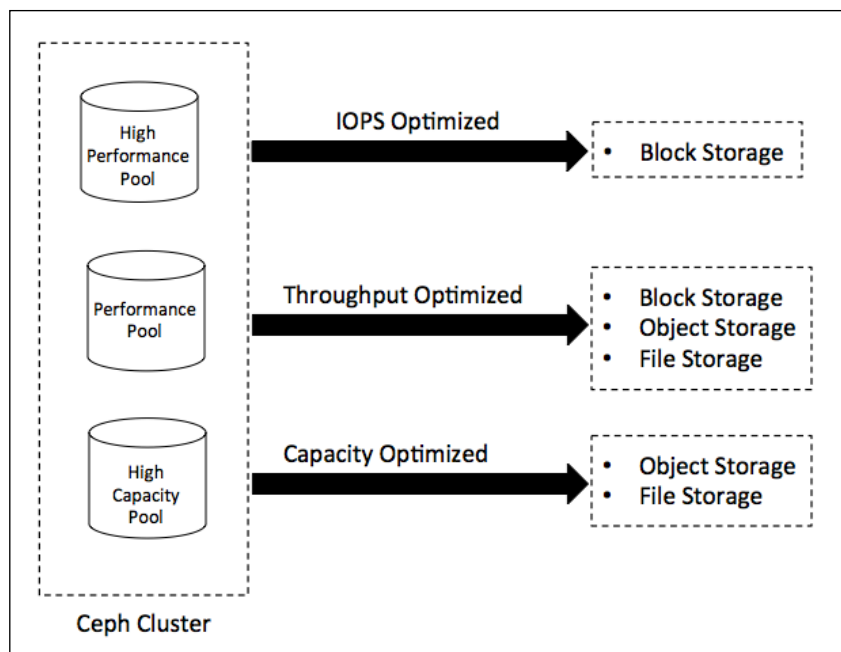 High
Performance
Pool
IOPS Optimized
• Block Storage
Performance
Pool
Throughput Optimized
• Block Storage
• Object Storage
• File Storage
High
Capacity
Pool
Capacity Optimized
• Object Storage
• File Storage
Ceph Cluster